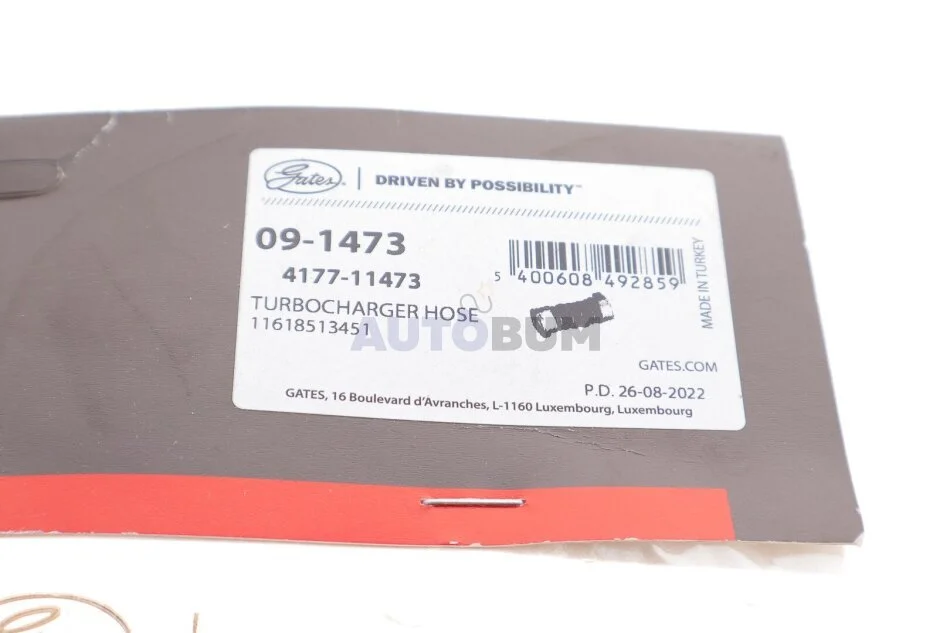 Gates. | DRIVEN BY POSSIBILITY™
09-1473
4177-11473
5 400608 492859
TURBOCHARGER HOSE
11618513451
MADE IN TURKEY
AUTOBUM
GATES.COM
P.D. 26-08-2022
GATES, 16 Boulevard d'Avranches, L-1160 Luxembourg, Luxembourg